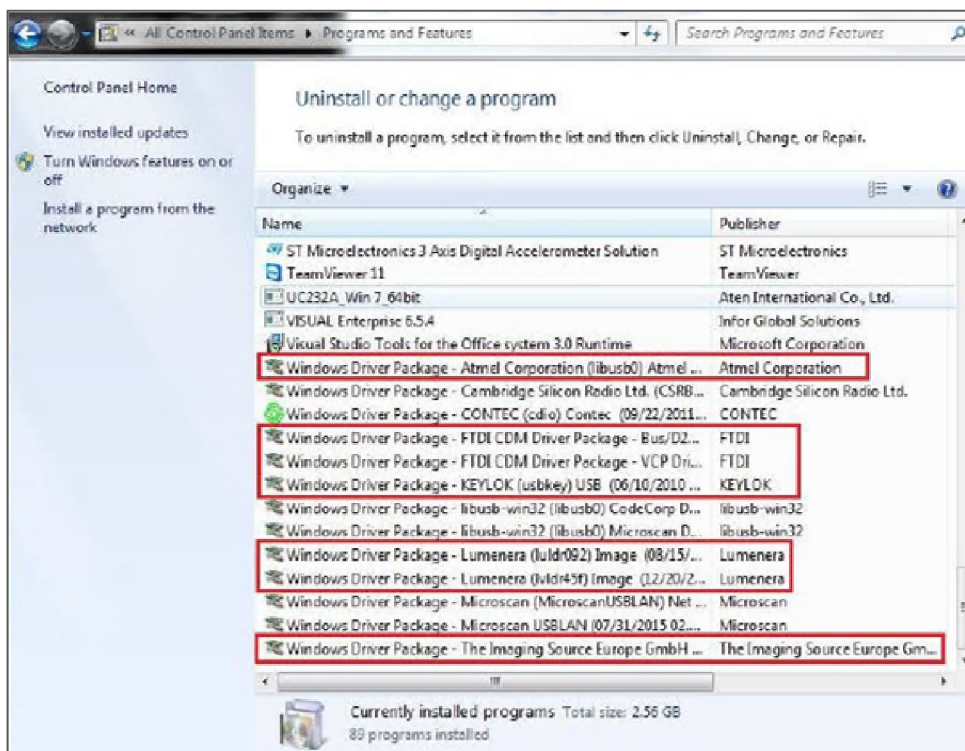 « All Control Panel Items ▸ Programs and Features
Search Programs and Features
Control Panel Home
View installed updates
Turn Windows features on or
off
Install a program from the
network
Uninstall or change a program
To uninstall a program, select it from the list and then click Uninstall, Change, or Repair.
Organize
Name Publisher
ST Microelectronics 3 Axis Digital Accelerometer Solution ST Microelectronics
TeamViewer 11 TeamViewer
UC232A_Win 7_64bit Aten International Co., Ltd.
VISUAL Enterprise 6.5.4 Infor Global Solutions
Visual Studio Tools for the Office system 3.0 Runtime Microsoft Corporation
Windows Driver Package - Atmel Corporation (libusb0) Atmel ... Atmel Corporation
Windows Driver Package - Cambridge Silicon Radio Ltd. (CSRB... Cambridge Silicon Radio Ltd.
Windows Driver Package - CONTEC (cdio) Contec (09/22/2011... CONTEC
Windows Driver Package - FTDI CDM Driver Package - Bus/D2... FTDI
Windows Driver Package - FTDI CDM Driver Package - VCP Dri... FTDI
Windows Driver Package - KEYLOK (usbkey) USB (06/10/2010 ... KEYLOK
Windows Driver Package - libusb-win32 (libusb0) CodeCorp D... libusb-win32
Windows Driver Package - libusb-win32 (libusb0) Microscan D... libusb-win32
Windows Driver Package - Lumenera (luldr092) Image (08/15/... Lumenera
Windows Driver Package - Lumenera (lvldr45f) Image (12/20/2... Lumenera
Windows Driver Package - Microscan (MicroscanUSBLAN) Net ... Microscan
Windows Driver Package - Microscan USBLAN (07/31/2015 02.... Microscan
Windows Driver Package - The Imaging Source Europe GmbH ... The Imaging Source Europe Gm...
Currently installed programs Total size: 2.56 GB
89 programs installed